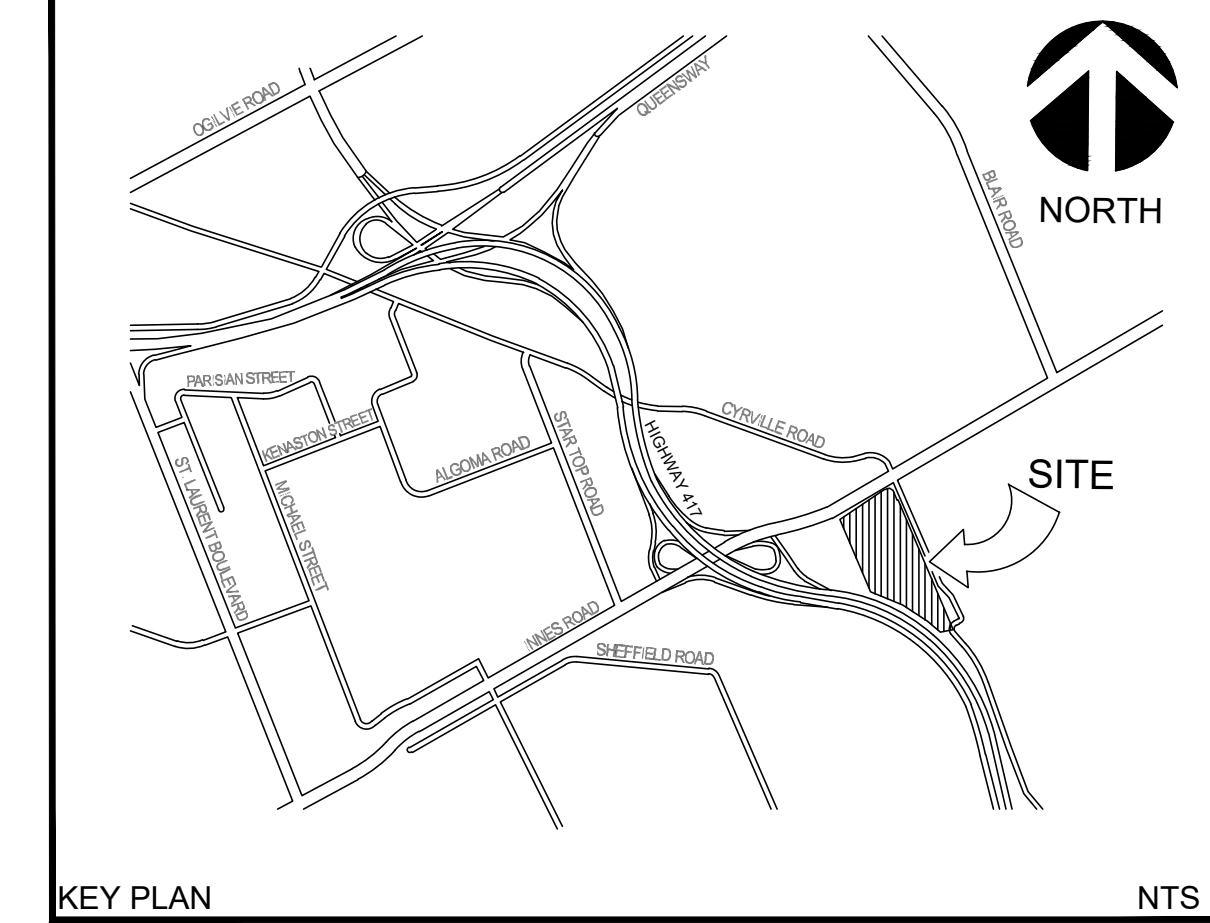 OGILVIE ROAD
QUEENSWAY
BLAIR ROAD
NORTH
PARISIAN STREET
KENASTON STREET
ALGOMA ROAD
STAR TOP ROAD
CYRVILLE ROAD
HIGHWAY 417
SITE
ST. LAURENT BOULEVARD
MICHAEL STREET
INNES ROAD
SHEFFIELD ROAD
KEY PLAN
NTS